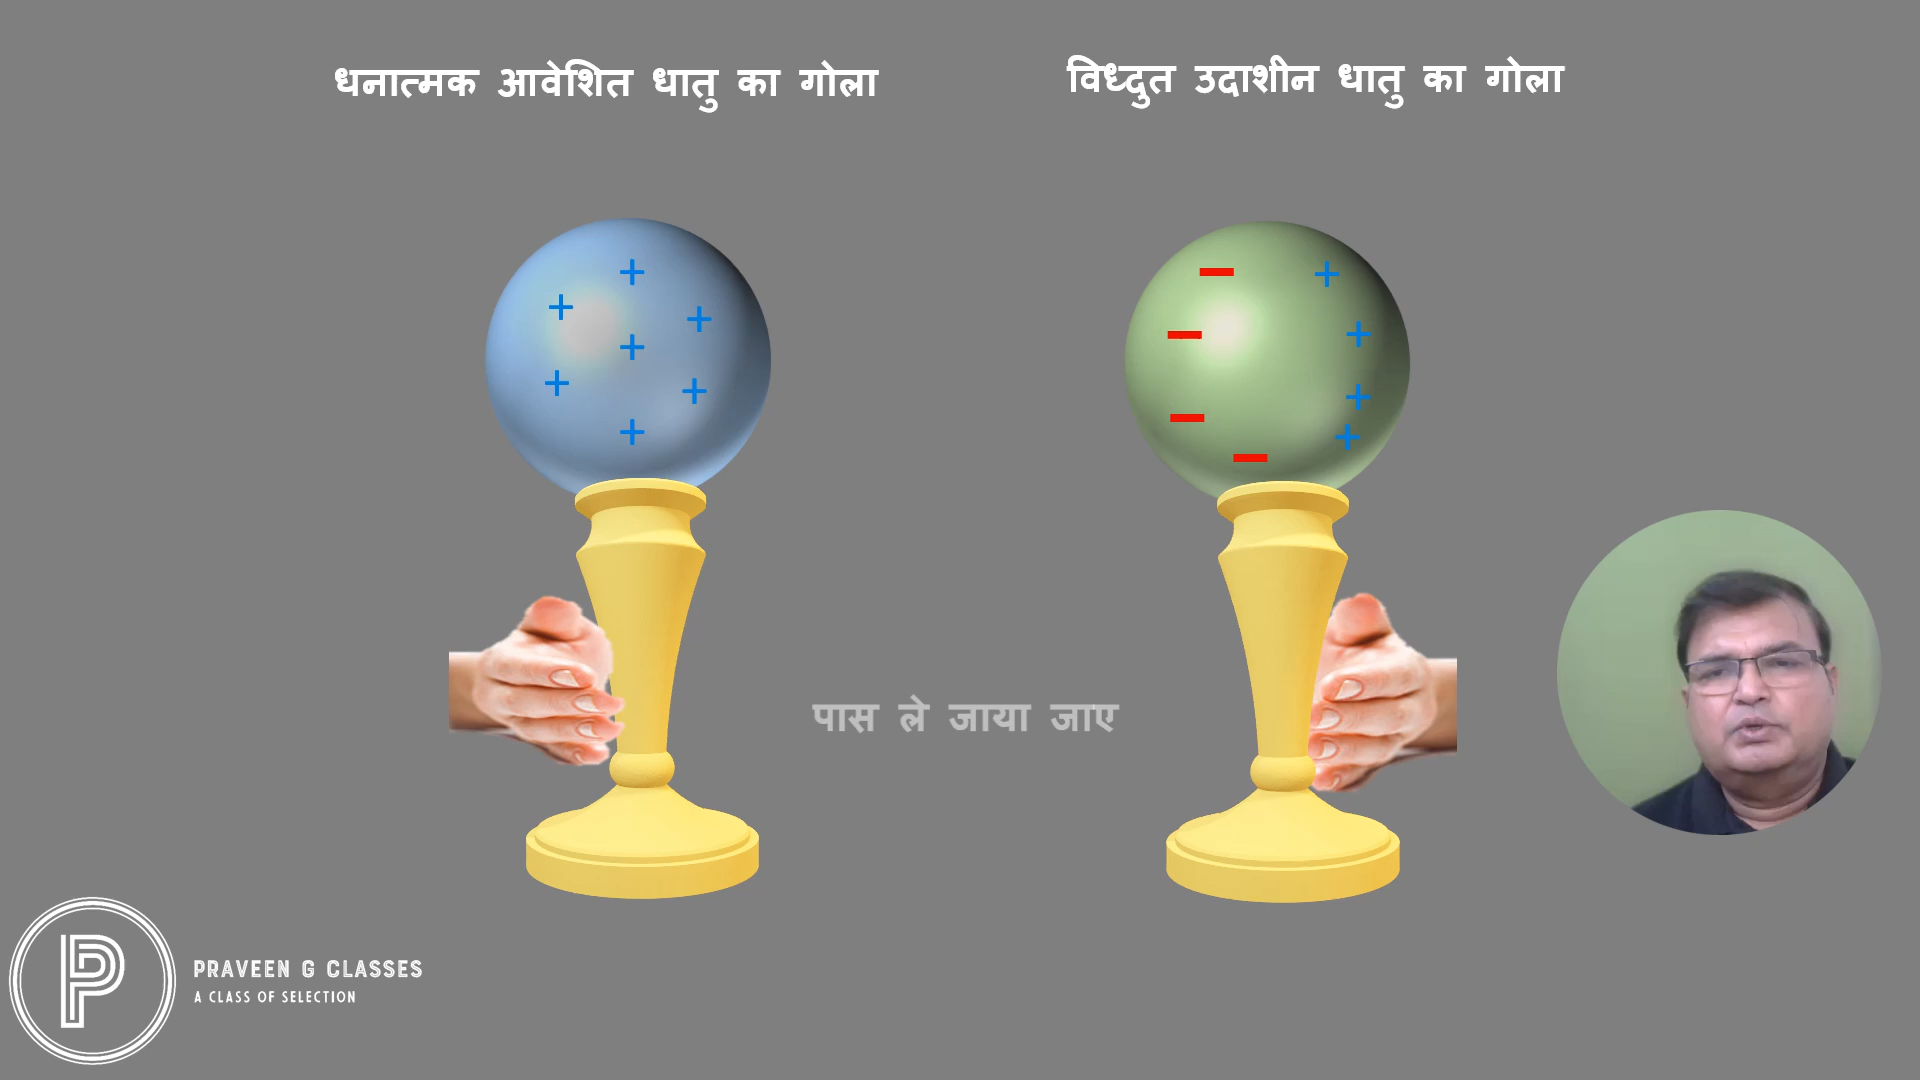 धनात्मक आवेशित धातु का गोला
विध्दुत उदाशीन धातु का गोला
पास ले जाया जाए
PRAVEEN G CLASSES
A CLASS OF SELECTION